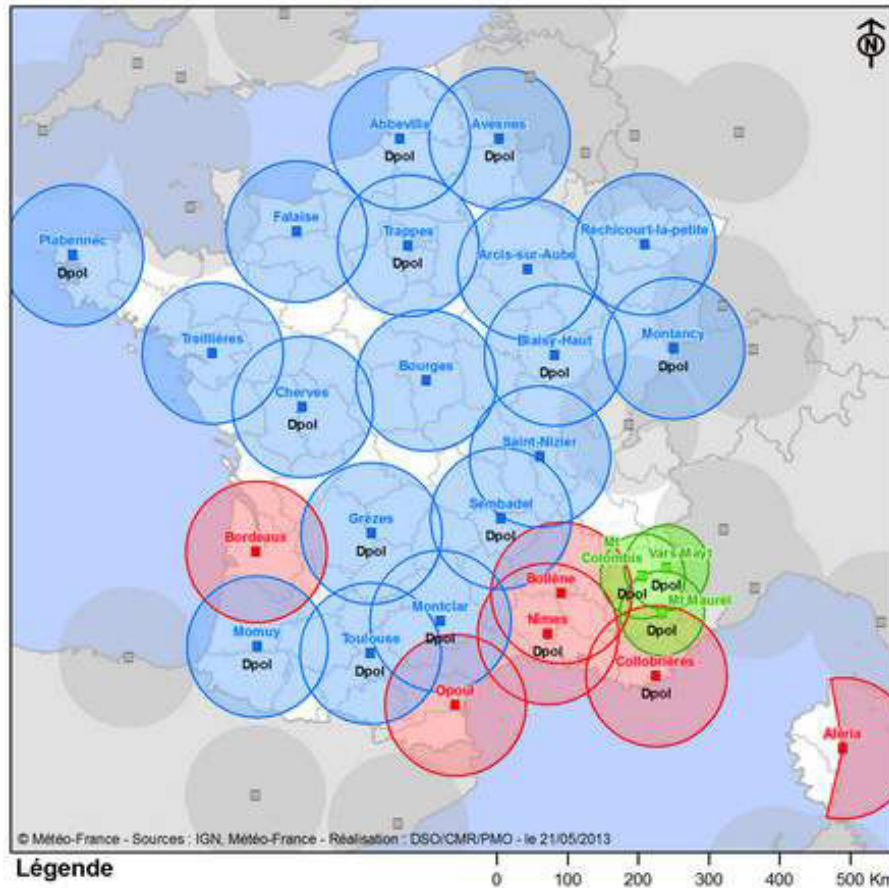 N
Abbeville
Dpol
Avesnes
Dpol
Falaise
Trappes
Dpol
Plabennec
Dpol
Arcis-sur-Aube
Réchicourt-la-petite
Treillières
Blaisy-Haut
Dpol
Montancy
Dpol
Bourges
Cherves
Dpol
Saint-Nizier
Sembadel
Dpol
Grèzes
Dpol
Bordeaux
Mt
Colombis
Dpol
Vars Mayt
Dpol
Bollène
Mt Maurel
Dpol
Montclar
Dpol
Nîmes
Dpol
Momuy
Dpol
Toulouse
Dpol
Collobrières
Dpol
Opoul
Aléria
© Météo-France - Sources : IGN, Météo-France - Réalisation : DSO/CMR/PMO - le 21/05/2013
Légende
0 100 200 300 400 500 Km